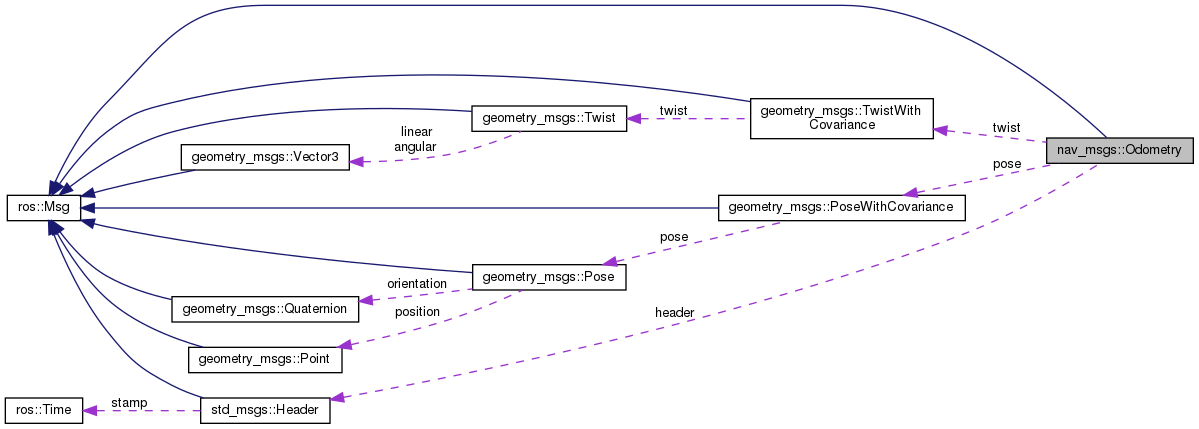 geometry_msgs::TwistWith
Covariance
twist
geometry_msgs::Twist
twist
linear
angular
nav_msgs::Odometry
geometry_msgs::Vector3
pose
ros::Msg
geometry_msgs::PoseWithCovariance
pose
geometry_msgs::Pose
orientation
geometry_msgs::Quaternion
position
header
geometry_msgs::Point
stamp
ros::Time
std_msgs::Header